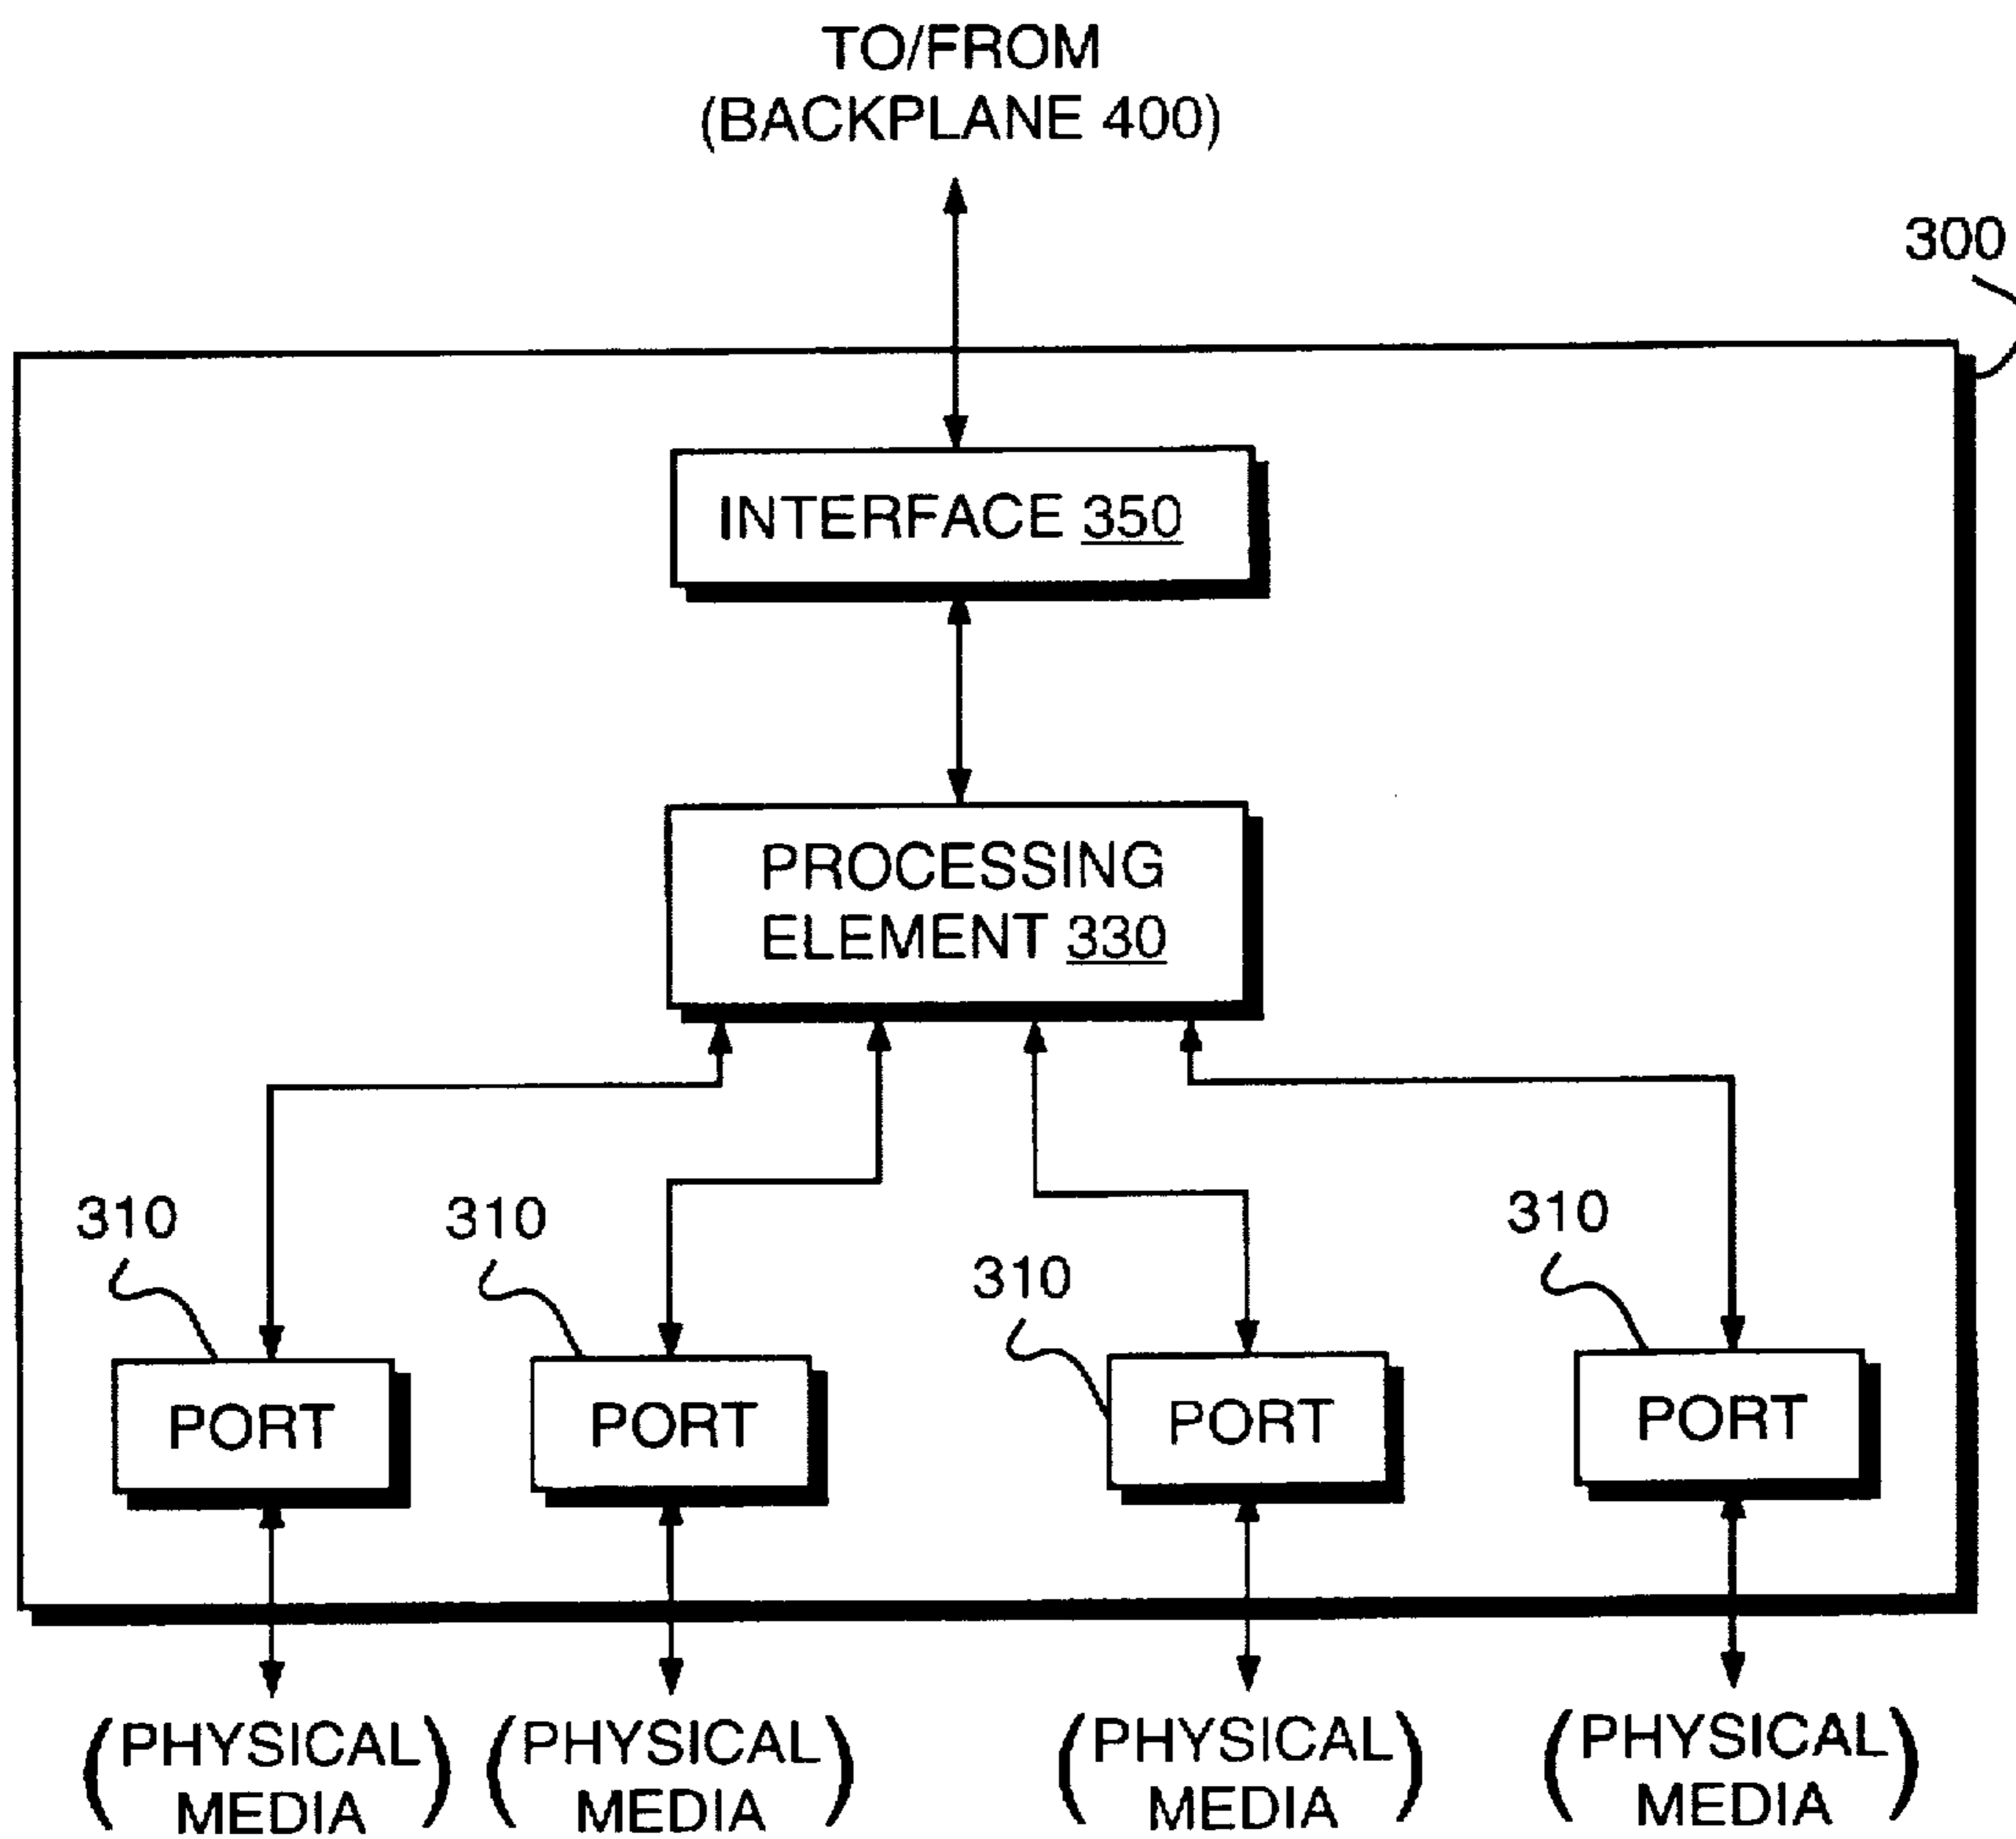 TO/FROM
(BACKPLANE 400)
300
INTERFACE 350
PROCESSING
ELEMENT 330
310
310
310
310
PORT
PORT
PORT
PORT
(PHYSICAL MEDIA)
(PHYSICAL MEDIA)
(PHYSICAL MEDIA)
(PHYSICAL MEDIA)